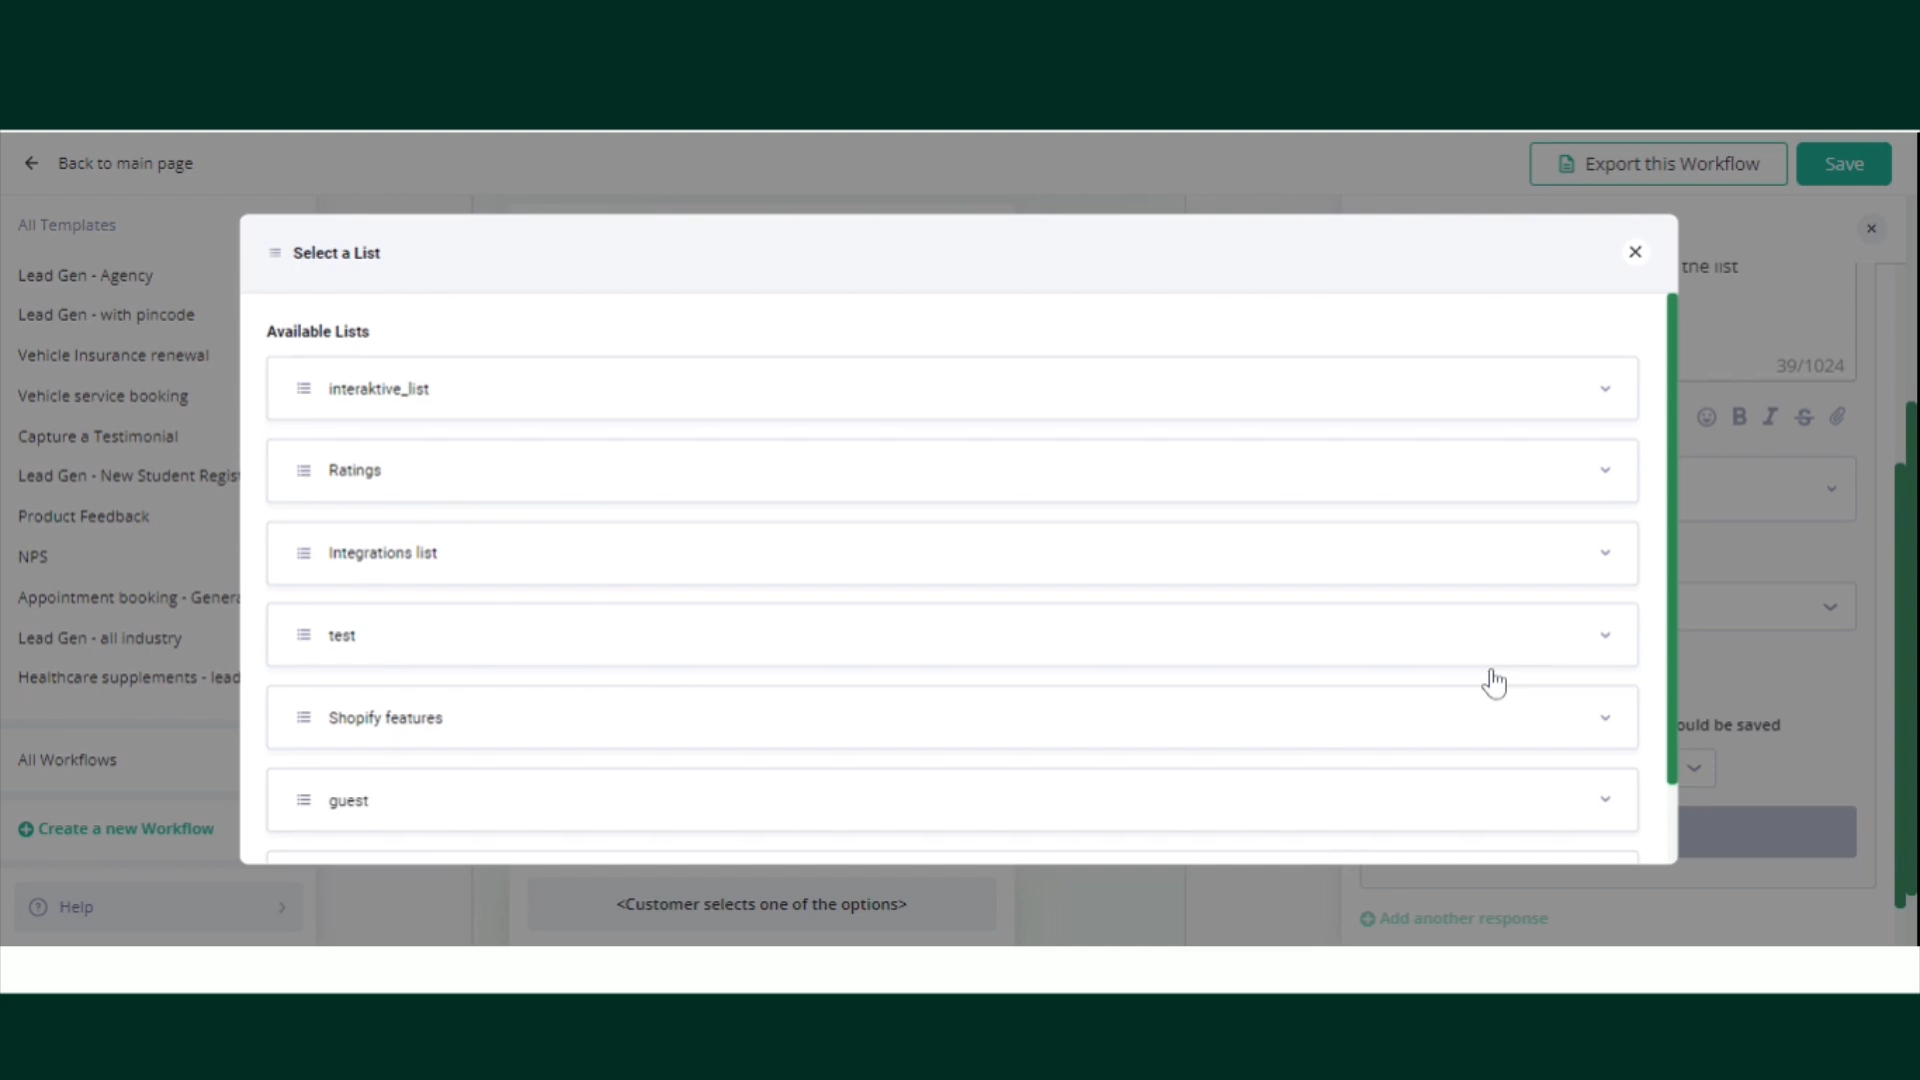 Back to main page
Export this Workflow
Save
All Templates
Lead Gen - Agency
Lead Gen - with pincode
Vehicle Insurance renewal
Vehicle service booking
Capture a Testimonial
Lead Gen - New Student Regis
Product Feedback
NPS
Appointment booking - Genera
Lead Gen - all industry
Healthcare supplements - lead
All Workflows
Create a new Workflow
Help
Select a List
Available Lists
interaktive_list
Ratings
Integrations list
test
Shopify features
guest
<Customer selects one of the options>
the list
39/1024
B I S
ould be saved
Add another response